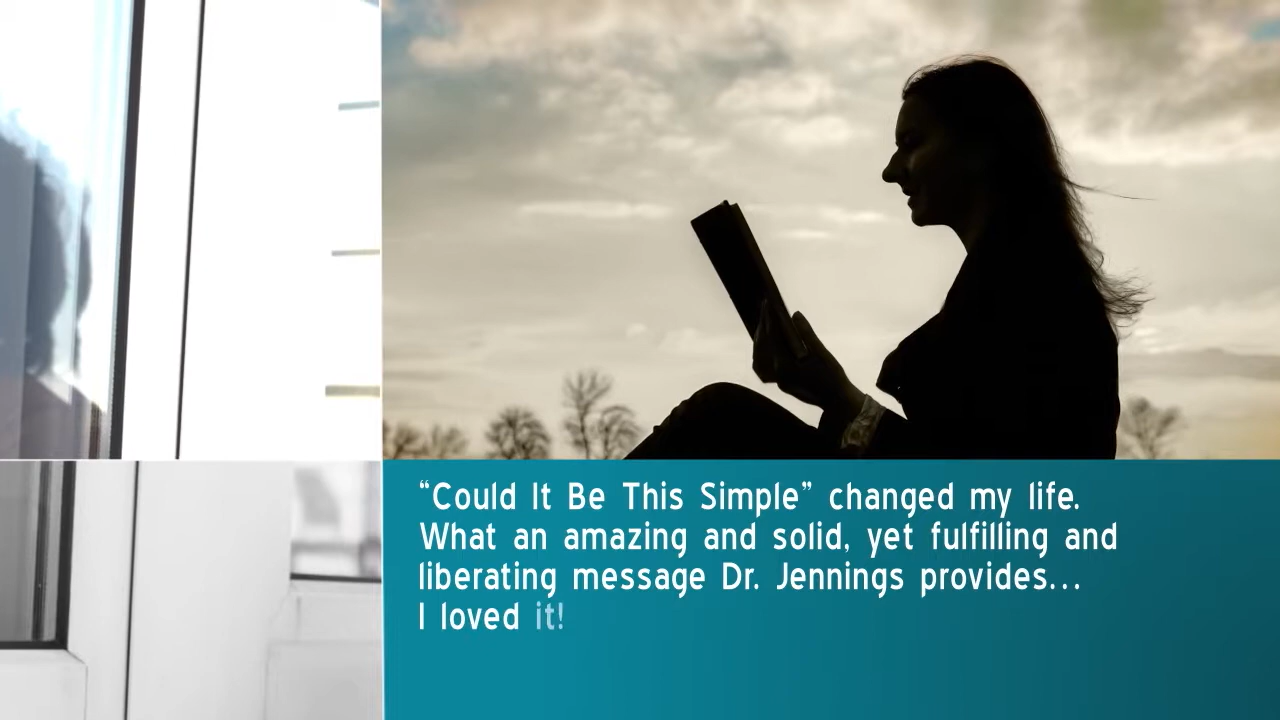 “Could It Be This Simple” changed my life.
What an amazing and solid, yet fulfilling and
liberating message Dr. Jennings provides...
I loved it!